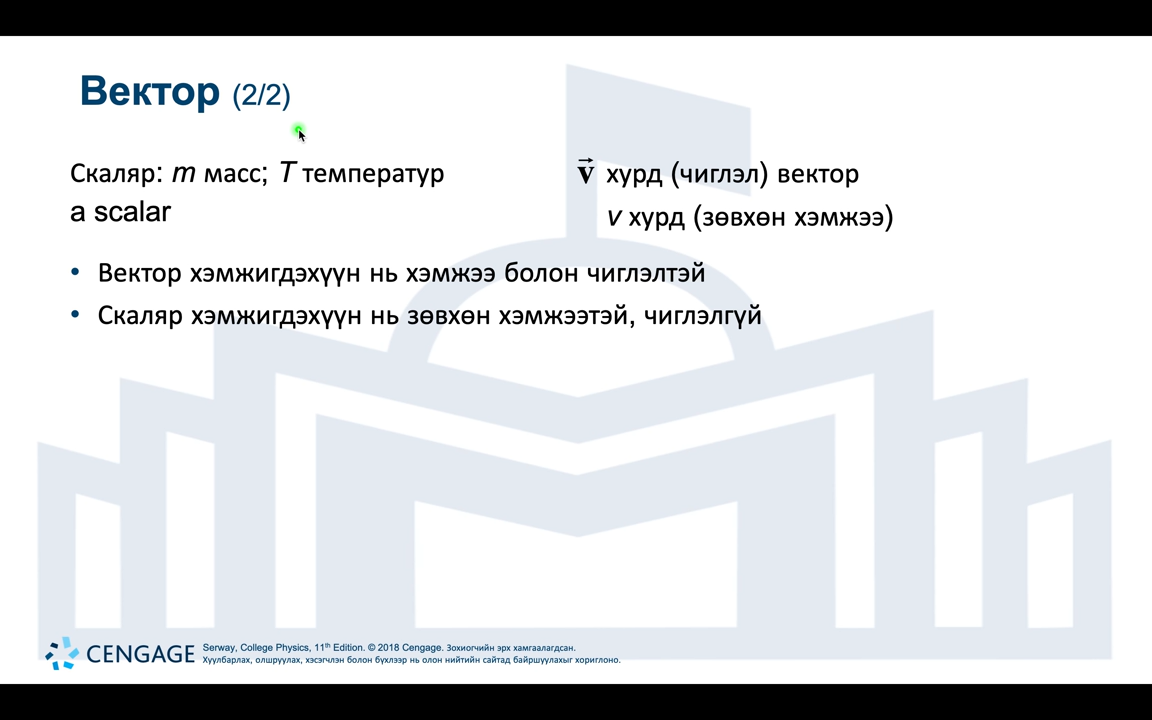 Вектор (2/2)
Скаляр: m масс; T температур
a scalar
v⃗ хурд (чиглэл) вектор
v хурд (зөвхөн хэмжээ)
• Вектор хэмжигдэхүүн нь хэмжээ болон чиглэлтэй
• Скаляр хэмжигдэхүүн нь зөвхөн хэмжээтэй, чиглэлгүй
CENGAGE
Serway, College Physics, 11th Edition. © 2018 Cengage. Зохиогчийн эрх хамгаалагдсан.
Хуулбарлах, олшруулах, хэсэгчлэн болон бүхлээр нь олон нийтийн сайтад байршуулахыг хориглоно.